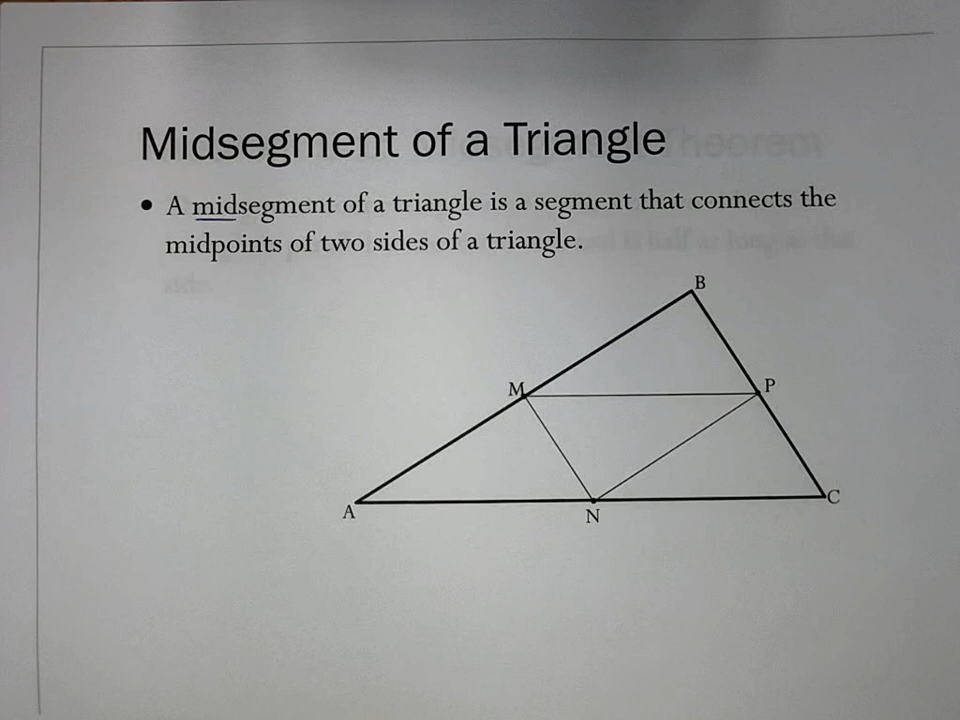 Midsegment of a Triangle
• A midsegment of a triangle is a segment that connects the
midpoints of two sides of a triangle.
B
M
P
A
N
C